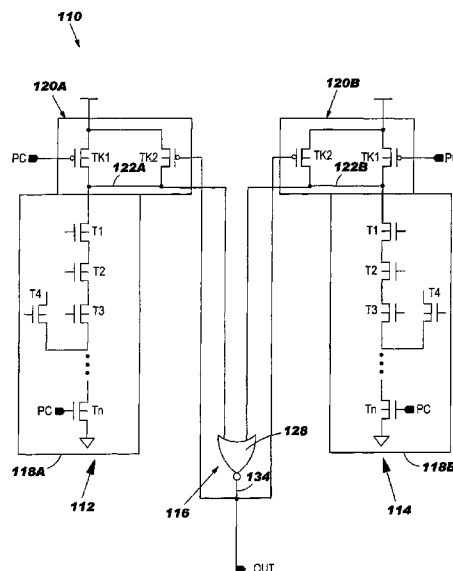 110
120A
120B
PC
TK1
TK2
TK2
TK1
122A
122B
T1
T1
T2
T2
T4
T3
T3
T4
PC
Tn
Tn
PC
128
134
116
118A
112
114
118B
OUT